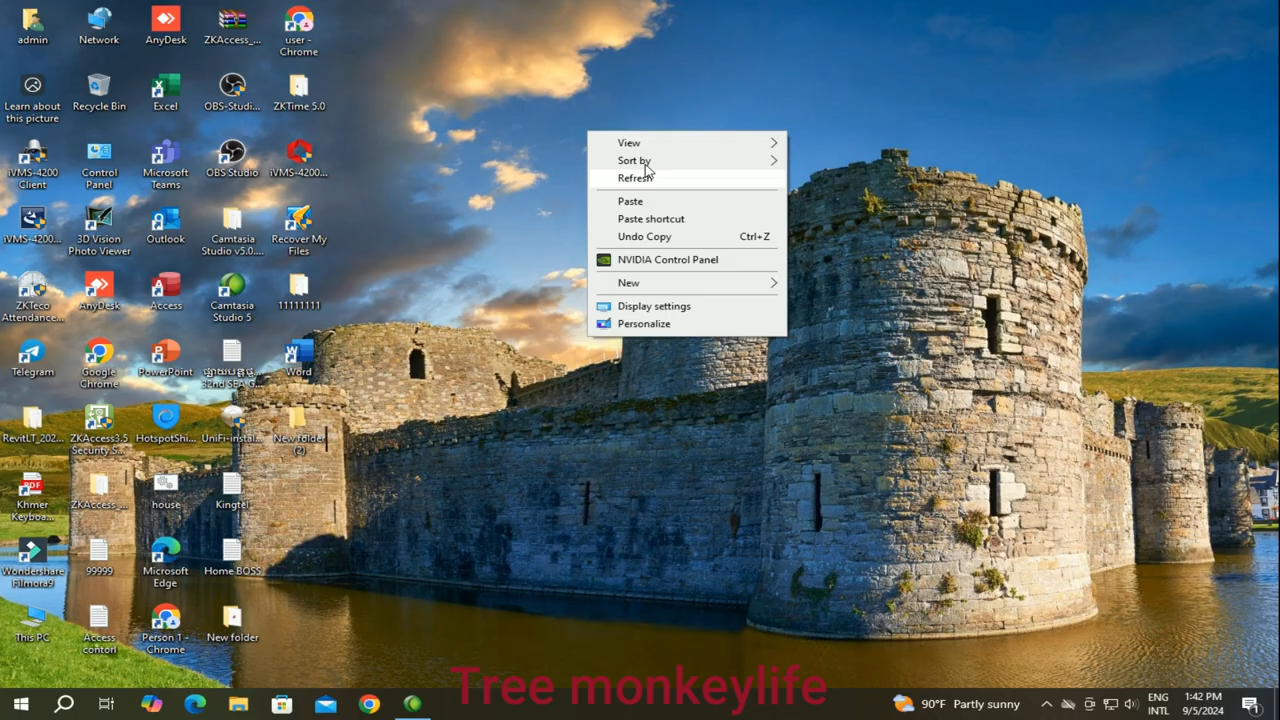 admin
Network
AnyDesk
ZKAccess_...
user -
Chrome
Learn about
this picture
Recycle Bin
Excel
OBS-Studi...
ZKTime 5.0
iVMS-4200
Client
Control
Panel
Microsoft
Teams
OBS Studio
iVMS-4200...
iVMS-4200...
3D Vision
Photo Viewer
Outlook
Camtasia
Studio v5.0....
Recover My
Files
ZKTeco
Attendance...
AnyDesk
Access
Camtasia
Studio 5
11111111
Telegram
Google
Chrome
PowerPoint
32nd SEA G...
Word
RevitLT_202...
ZKAccess3.5
Security S...
HotspotShi...
UniFi-instal...
New folder
(2)
Khmer
Keyboa...
ZKAccess_...
house
Kingtel
Wondershare
Filmora9
99999
Microsoft
Edge
Home BOSS
This PC
Access
contorl
Person 1 -
Chrome
New folder
View
Sort by
Refresh
Paste
Paste shortcut
Undo Copy Ctrl+Z
NVIDIA Control Panel
New
Display settings
Personalize
Tree monkeylife
90°F Partly sunny
ENG
INTL
1:42 PM
9/5/2024
1